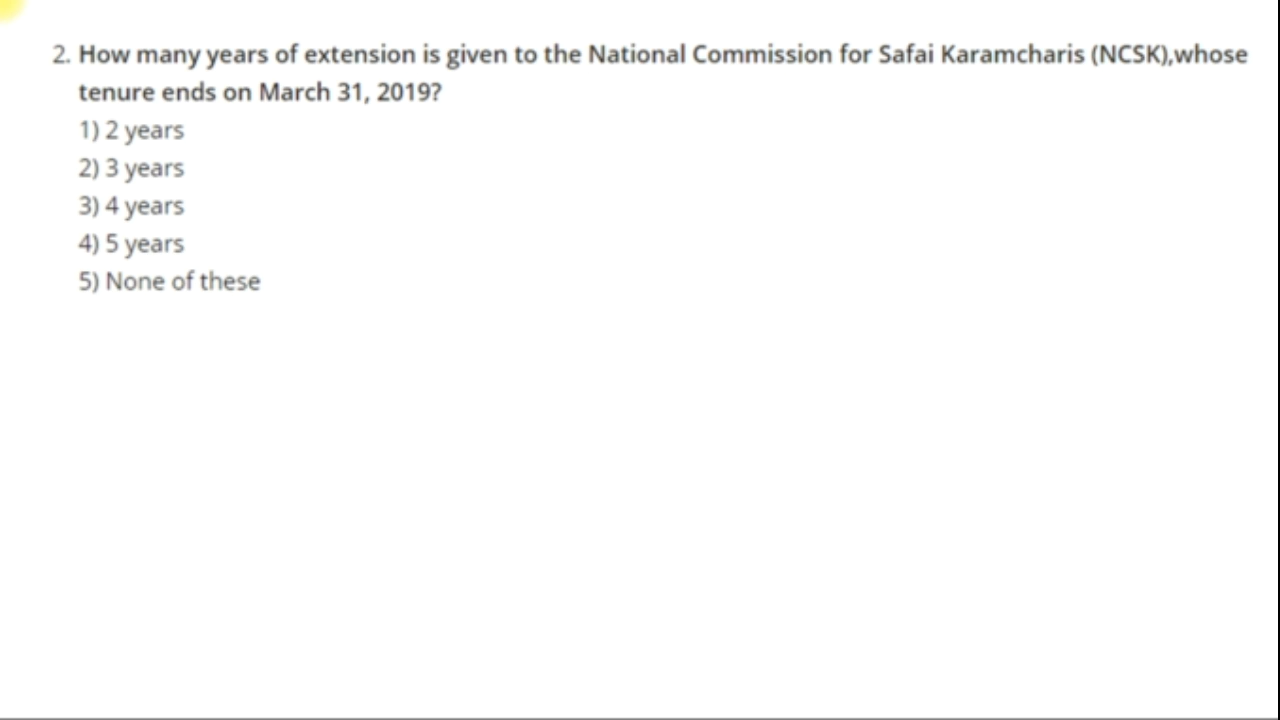 2. How many years of extension is given to the National Commission for Safai Karamcharis (NCSK),whose
tenure ends on March 31, 2019?
1) 2 years
2) 3 years
3) 4 years
4) 5 years
5) None of these